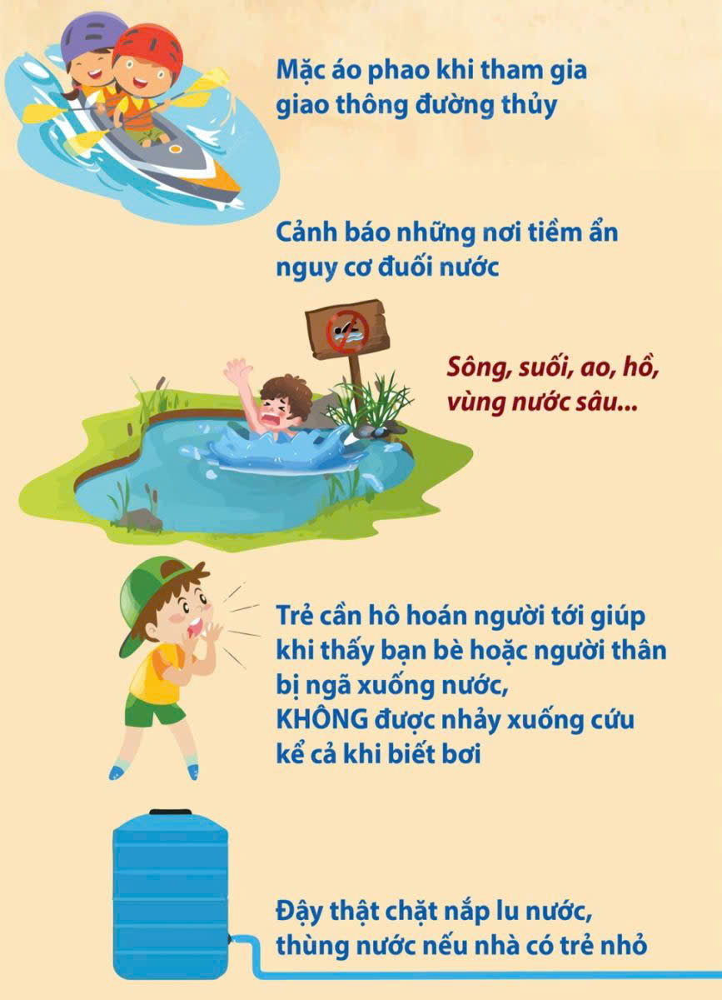 Mặc áo phao khi tham gia
giao thông đường thủy
Cảnh báo những nơi tiềm ẩn
nguy cơ đuối nước
Sông, suối, ao, hồ,
vùng nước sâu...
Trẻ cần hô hoán người tới giúp
khi thấy bạn bè hoặc người thân
bị ngã xuống nước,
KHÔNG được nhảy xuống cứu
kể cả khi biết bơi
Đậy thật chặt nắp lu nước,
thùng nước nếu nhà có trẻ nhỏ